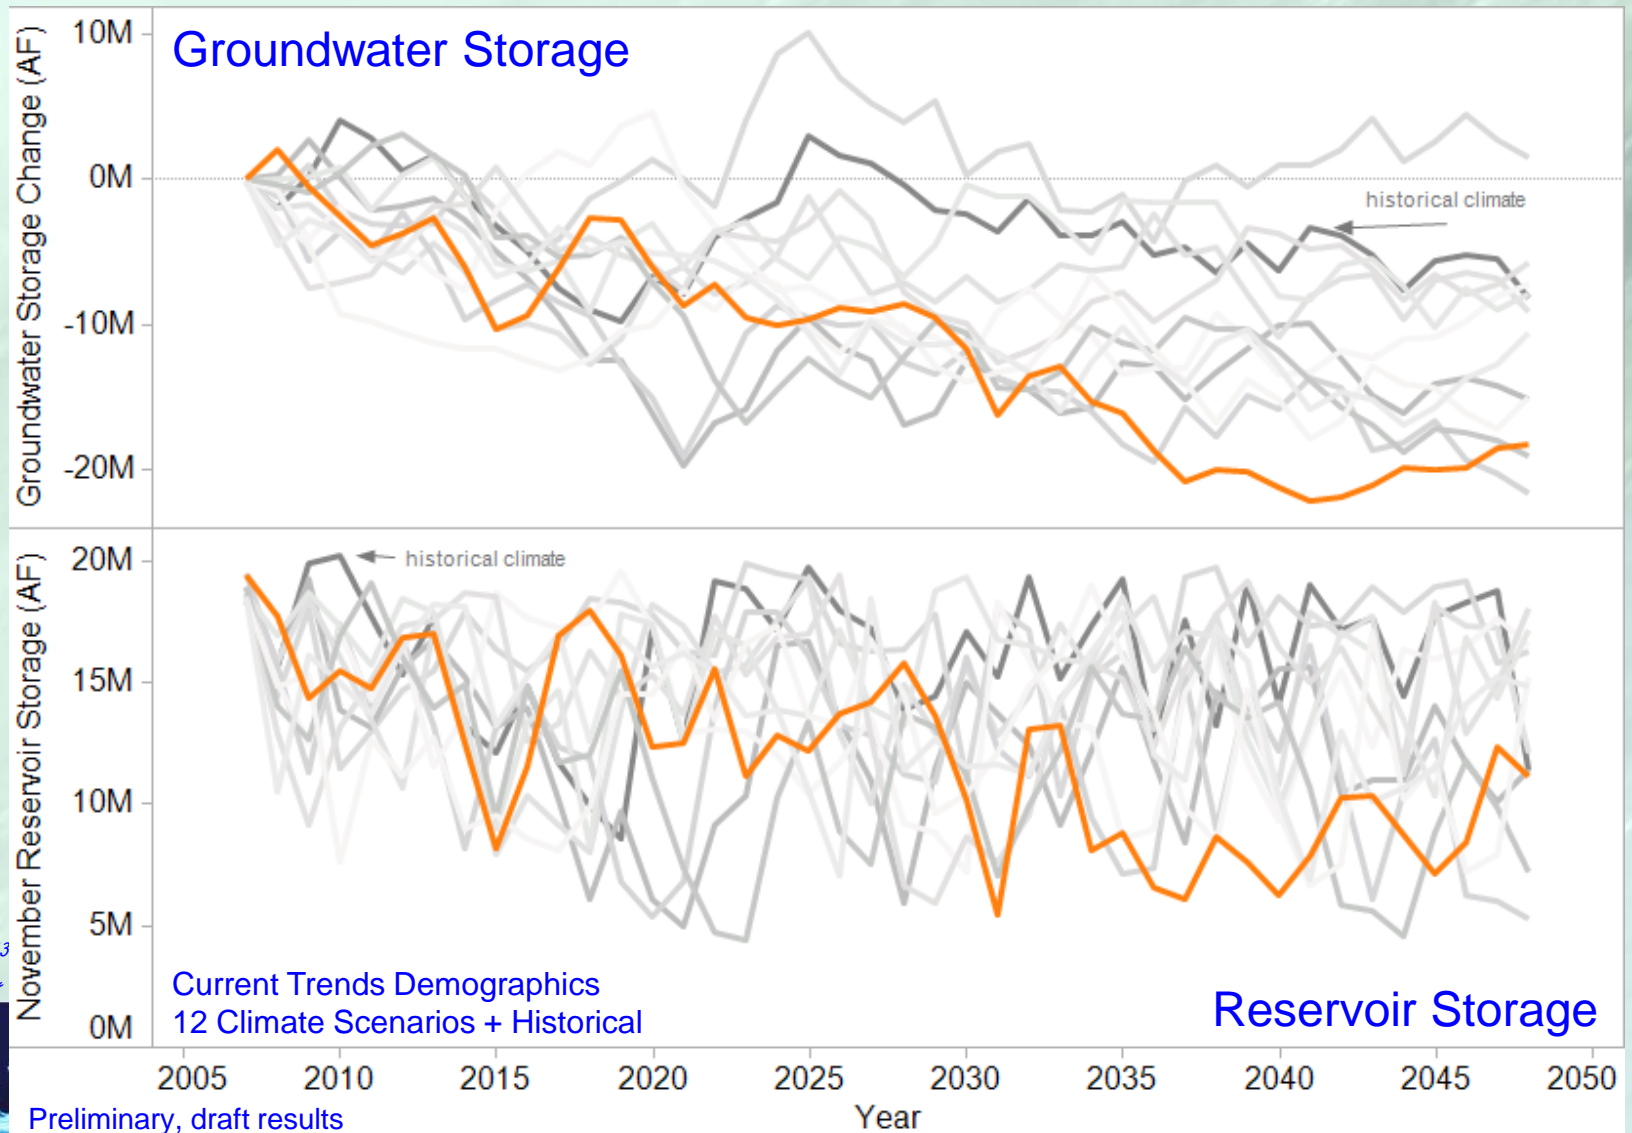 Groundwater Storage
Groundwater Storage Change (AF)
10M
0M
-10M
-20M
historical climate
November Reservoir Storage (AF)
20M
15M
10M
5M
0M
historical climate
Current Trends Demographics
12 Climate Scenarios + Historical
Reservoir Storage
2005 2010 2015 2020 2025 2030 2035 2040 2045 2050
Year
Preliminary, draft results